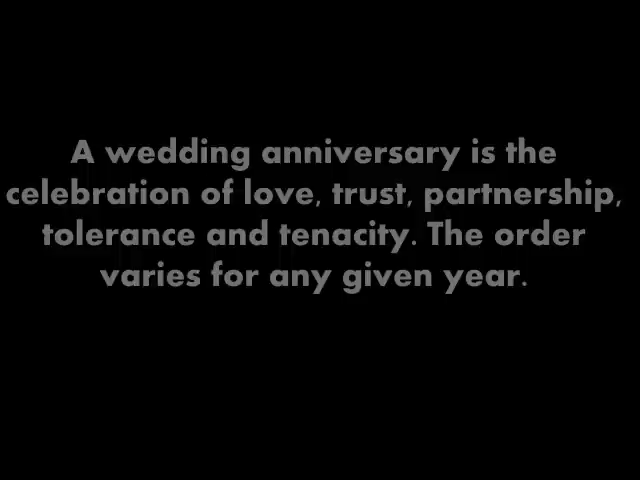 A wedding anniversary is the
celebration of love, trust, partnership,
tolerance and tenacity. The order
varies for any given year.